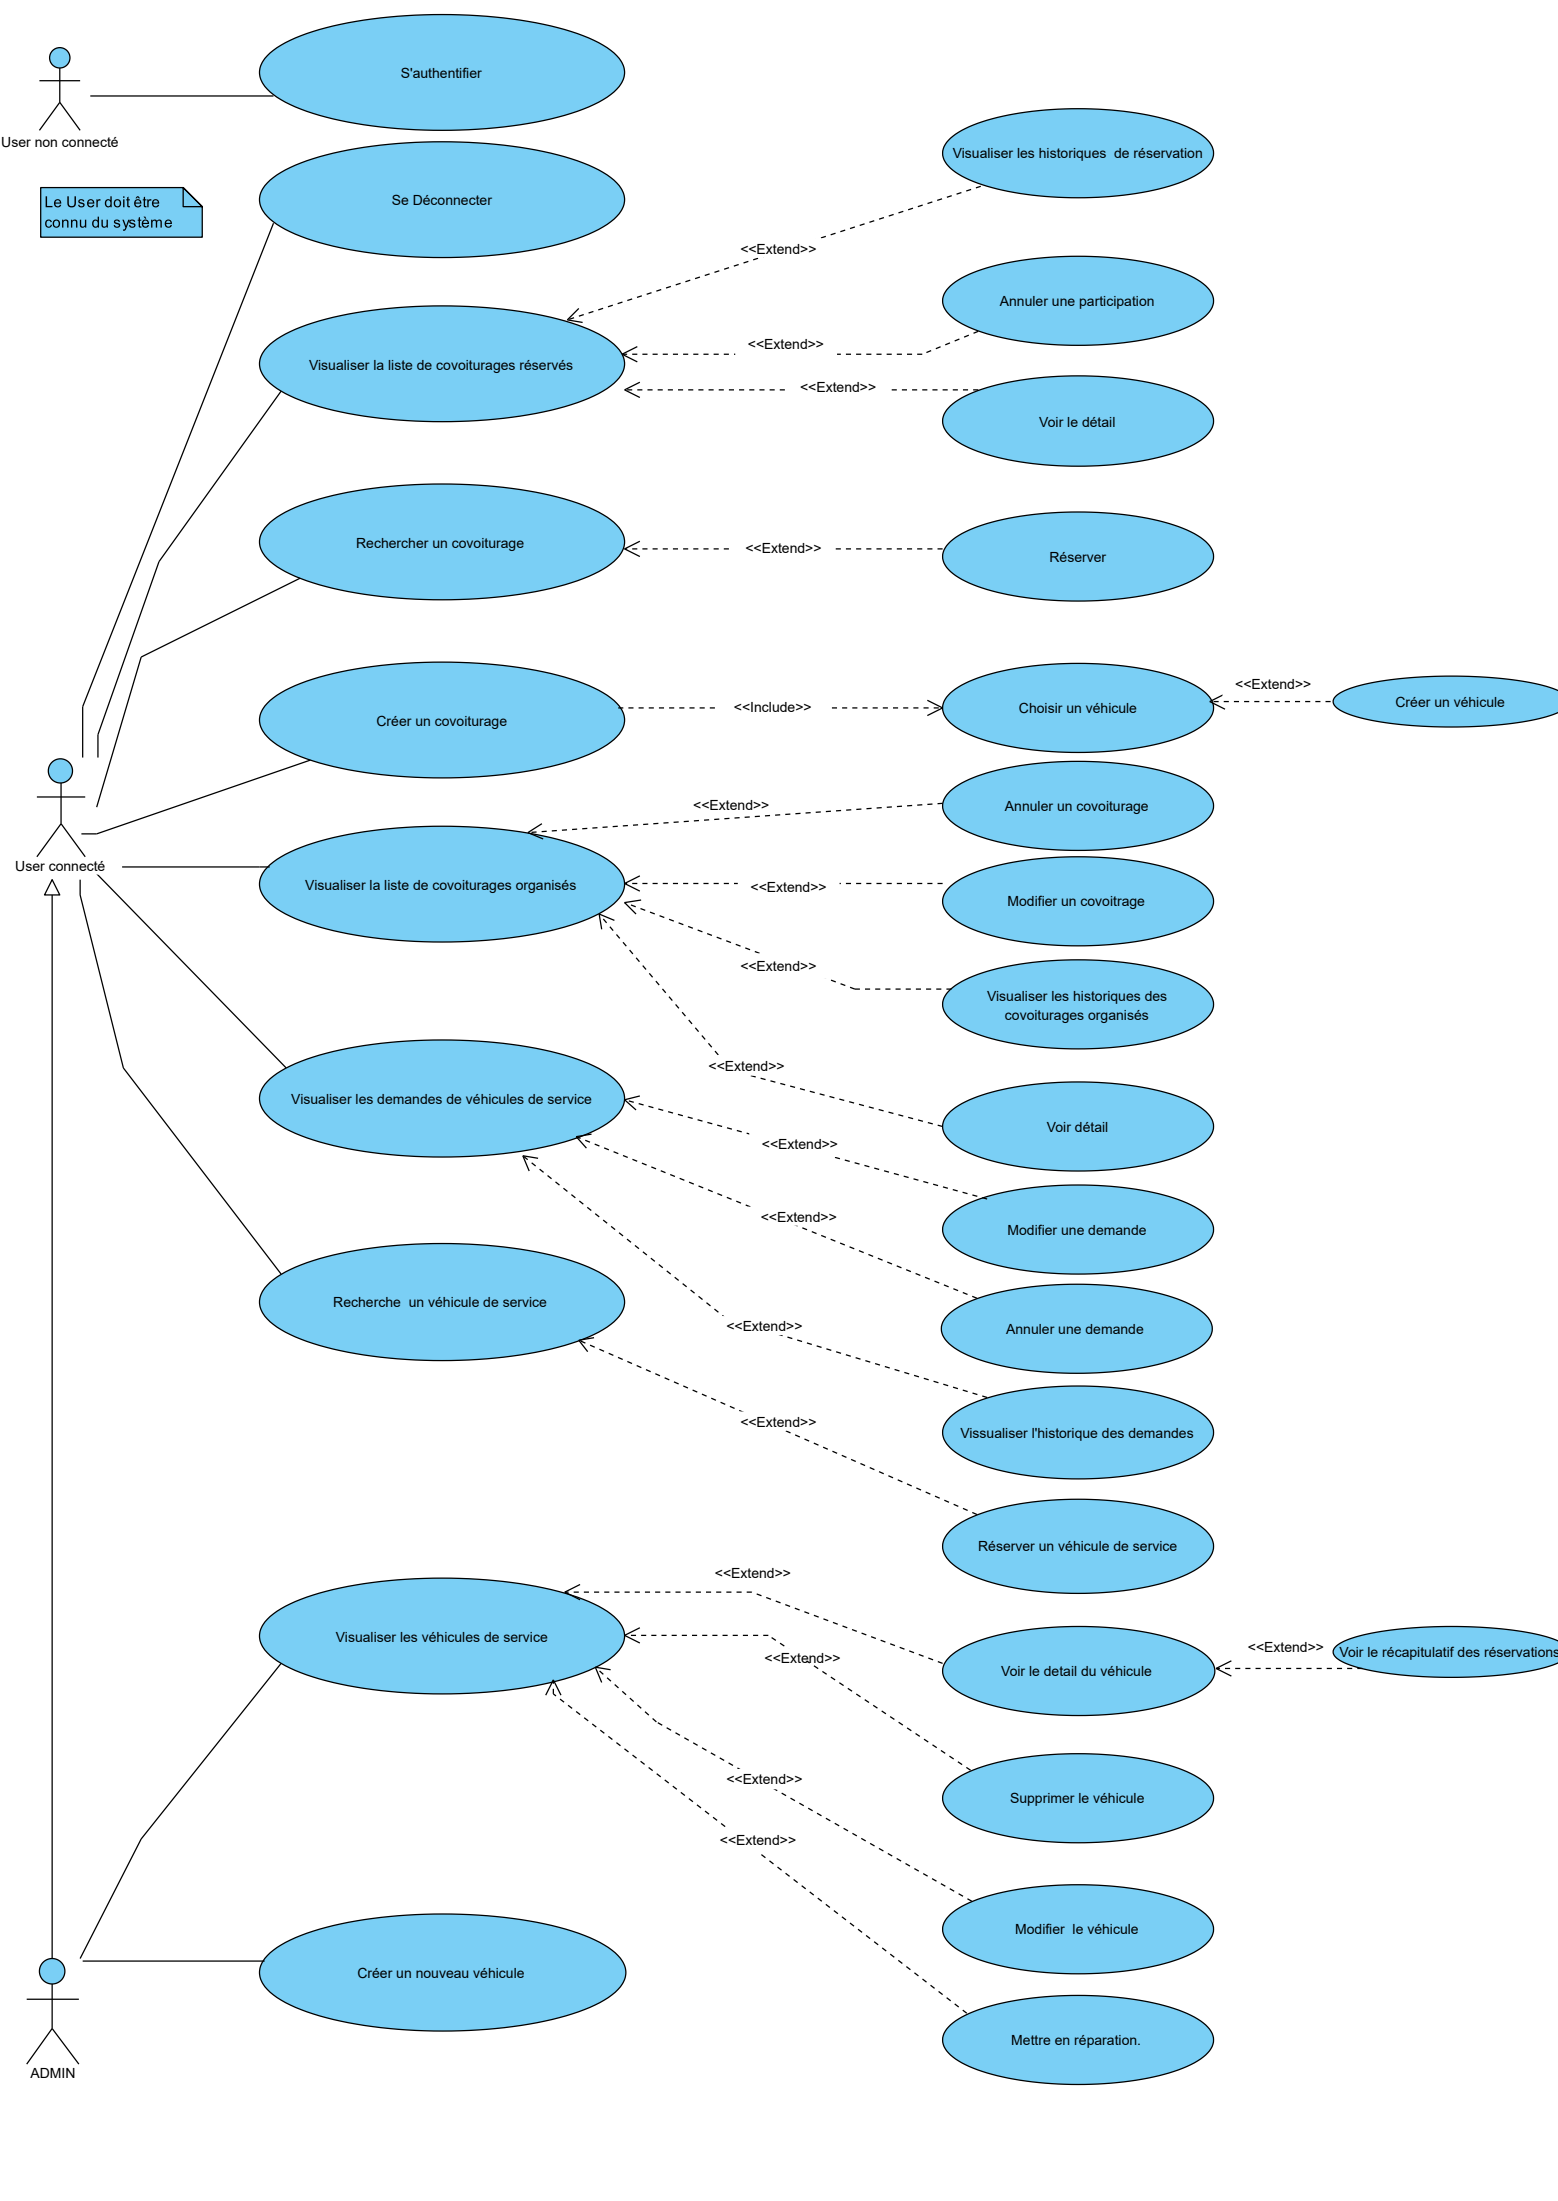 S'authentifier
User non connecté
Visualiser les historiques  de réservation
Le User doit être
connu du système
Se Déconnecter
<<Extend>>
Annuler une participation
<<Extend>>
Visualiser la liste de covoiturages réservés
<<Extend>>
Voir le détail
Rechercher un covoiturage
<<Extend>>
Réserver
<<Extend>>
Créer un covoiturage
<<Include>>
Choisir un véhicule
Créer un véhicule
<<Extend>>
Annuler un covoiturage
User connecté
Visualiser la liste de covoiturages organisés
<<Extend>>
Modifier un covoitrage
<<Extend>>
Visualiser les historiques des
covoiturages organisés
<<Extend>>
Visualiser les demandes de véhicules de service
Voir détail
<<Extend>>
<<Extend>>
Modifier une demande
Recherche  un véhicule de service
<<Extend>>
Annuler une demande
<<Extend>>
Vissualiser l'historique des demandes
Réserver un véhicule de service
<<Extend>>
Visualiser les véhicules de service
<<Extend>>
Voir le detail du véhicule
<<Extend>>
Voir le récapitulatif des réservations
<<Extend>>
Supprimer le véhicule
<<Extend>>
Modifier  le véhicule
Créer un nouveau véhicule
Mettre en réparation.
ADMIN